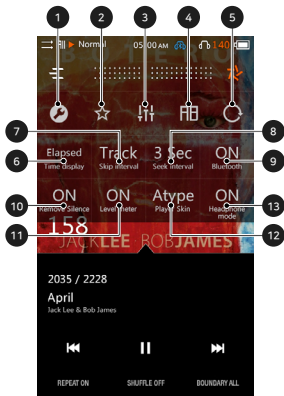 1 2 3 4 5
All Normal 05:00 AM 140
7 8
Elapsed Track 3 Sec ON
6 Time display Skip interval Seek interval Bluetooth 9
ON ON Atype ON
10 Remove Silence Level meter Player Skin Headphone mode 13
158
11 12
JACK LEE · BOB JAMES
2035 / 2228
April
Jack Lee & Bob James
REPEAT ON SHUFFLE OFF BOUNDARY ALL